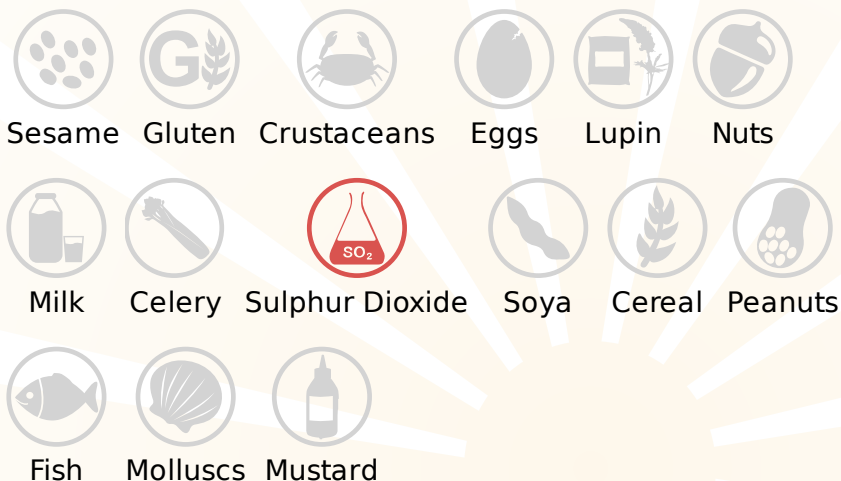 G
Sesame Gluten Crustaceans Eggs Lupin Nuts
SO₂
Milk Celery Sulphur Dioxide Soya Cereal Peanuts
Fish Molluscs Mustard